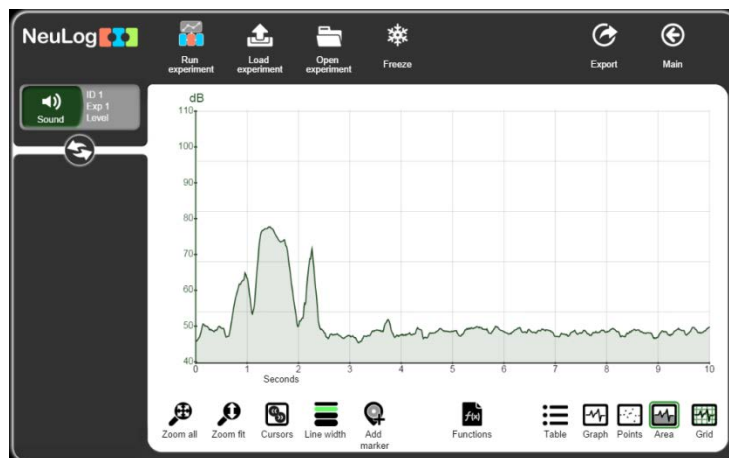 NeuLog
Run
experiment
Load
experiment
Open
experiment
Freeze
Export
Main
Sound
ID 1
Exp 1
Level
dB
110
100
90
80
70
60
50
40
0 1 2 3 4 5 6 7 8 9 10
Seconds
Zoom all
Zoom fit
Cursors
Line width
Add
marker
f(x)
Functions
Table
Graph
Points
Area
Grid